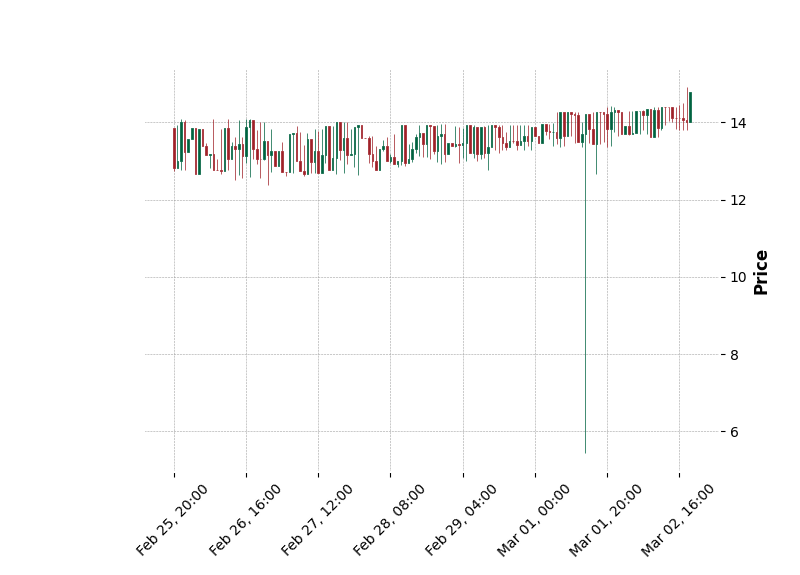 14
12
10
8
6
Price
Feb 25, 20:00
Feb 26, 16:00
Feb 27, 12:00
Feb 28, 08:00
Feb 29, 04:00
Mar 01, 00:00
Mar 01, 20:00
Mar 02, 16:00